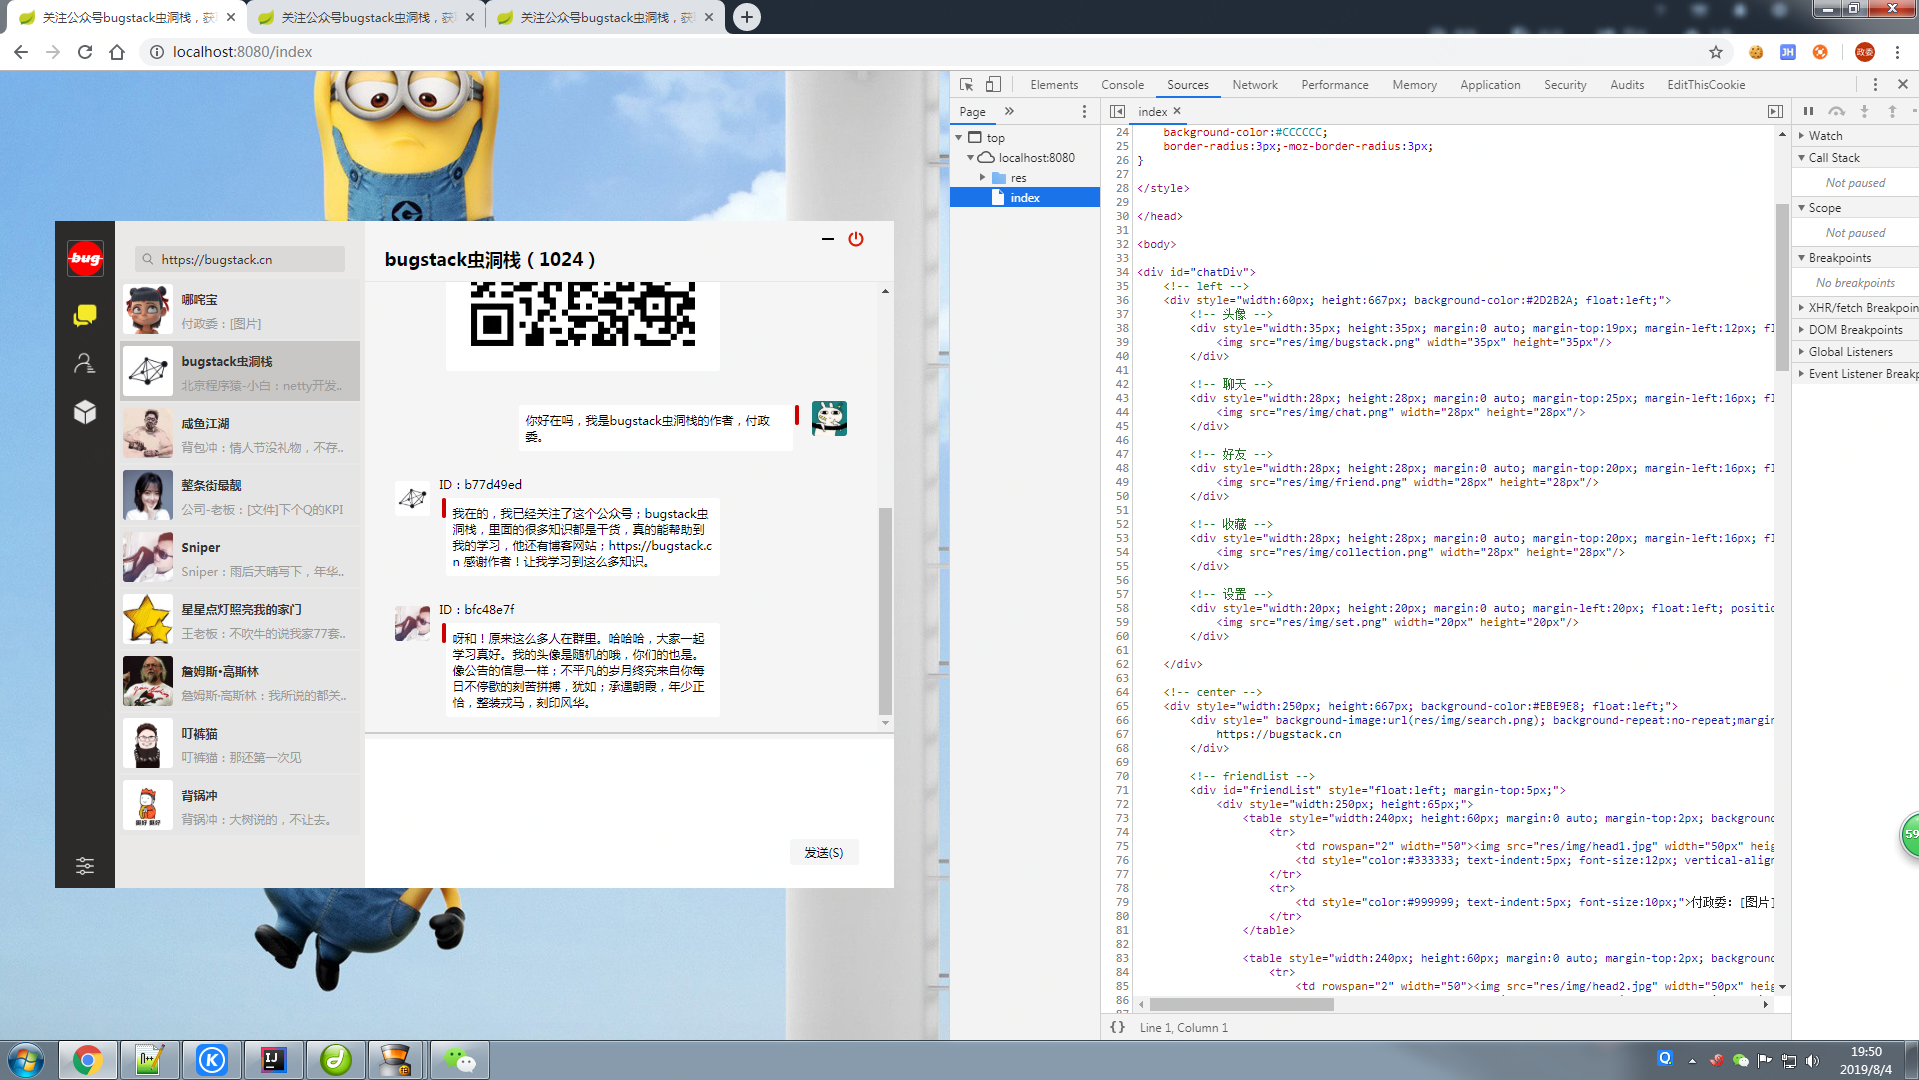 关注公众号bugstack虫洞栈，获
关注公众号bugstack虫洞栈，获
关注公众号bugstack虫洞栈，获
localhost:8080/index
JH
政委
bug
https://bugstack.cn
哪咤宝
付政委：[图片]
bugstack虫洞栈
北京程序猿-小白：netty开发..
咸鱼江湖
背包冲：情人节没礼物，不存..
整条街最靓
公司-老板：[文件]下个Q的KPI
Sniper
Sniper：雨后天晴写下，年华..
星星点灯照亮我的家门
王老板：不吹牛的说我家77套..
詹姆斯·高斯林
詹姆斯·高斯林：我所说的都关..
叮裤猫
叮裤猫：那还第一次见
背锅冲
背锅冲：大树说的，不让去。
bugstack虫洞栈（1024）
你好在吗，我是bugstack虫洞栈的作者，付政
委。
ID：b77d49ed
我在的，我已经关注了这个公众号；bugstack虫
洞栈，里面的很多知识都是干货，真的能帮助到
我的学习，他还有博客网站；https://bugstack.c
n 感谢作者！让我学习到这么多知识。
ID：bfc48e7f
呀和！原来这么多人在群里。哈哈哈，大家一起
学习真好。我的头像是随机的哦，你们的也是。
像公告的信息一样；不平凡的岁月终究来自你每
日不停歇的刻苦拼搏，犹如；承遇朝霞，年少正
恰，整装戎马，刻印风华。
发送(S)
Elements Console Sources Network Performance Memory Application Security Audits EditThisCookie
Page »
index ×
top
localhost:8080
res
index
24 background-color:#CCCCCC;
25 border-radius:3px;-moz-border-radius:3px;
26 }
27
28 </style>
29
30 </head>
31
32 <body>
33
34 <div id="chatDiv">
35 <!-- left -->
36 <div style="width:60px; height:667px; background-color:#2D2B2A; float:left;">
37 <!-- 头像 -->
38 <div style="width:35px; height:35px; margin:0 auto; margin-top:19px; margin-left:12px; fl
39 <img src="res/img/bugstack.png" width="35px" height="35px"/>
40 </div>
41
42 <!-- 聊天 -->
43 <div style="width:28px; height:28px; margin:0 auto; margin-top:25px; margin-left:16px; fl
44 <img src="res/img/chat.png" width="28px" height="28px"/>
45 </div>
46
47 <!-- 好友 -->
48 <div style="width:28px; height:28px; margin:0 auto; margin-top:20px; margin-left:16px; fl
49 <img src="res/img/friend.png" width="28px" height="28px"/>
50 </div>
51
52 <!-- 收藏 -->
53 <div style="width:28px; height:28px; margin:0 auto; margin-top:20px; margin-left:16px; fl
54 <img src="res/img/collection.png" width="28px" height="28px"/>
55 </div>
56
57 <!-- 设置 -->
58 <div style="width:20px; height:20px; margin:0 auto; margin-left:20px; float:left; positio
59 <img src="res/img/set.png" width="20px" height="20px"/>
60 </div>
61
62 </div>
63
64 <!-- center -->
65 <div style="width:250px; height:667px; background-color:#EBE9E8; float:left;">
66 <div style=" background-image:url(res/img/search.png); background-repeat:no-repeat;margin
67 https://bugstack.cn
68 </div>
69
70 <!-- friendList -->
71 <div id="friendList" style="float:left; margin-top:5px;">
72 <div style="width:250px; height:65px;">
73 <table style="width:240px; height:60px; margin:0 auto; margin-top:2px; background
74 <tr>
75 <td rowspan="2" width="50"><img src="res/img/head1.jpg" width="50px" heig
76 <td style="color:#333333; text-indent:5px; font-size:12px; vertical-align
77 </tr>
78 <tr>
79 <td style="color:#999999; text-indent:5px; font-size:10px;">付政委：[图片]
80 </tr>
81 </table>
82
83 <table style="width:240px; height:60px; margin:0 auto; margin-top:2px; background
84 <tr>
85 <td rowspan="2" width="50"><img src="res/img/head2.jpg" width="50px" heig
86
{} Line 1, Column 1
Watch
Call Stack
Not paused
Scope
Not paused
Breakpoints
No breakpoints
XHR/fetch Breakpoin
DOM Breakpoints
Global Listeners
Event Listener Breakp
59
19:50
2019/8/4